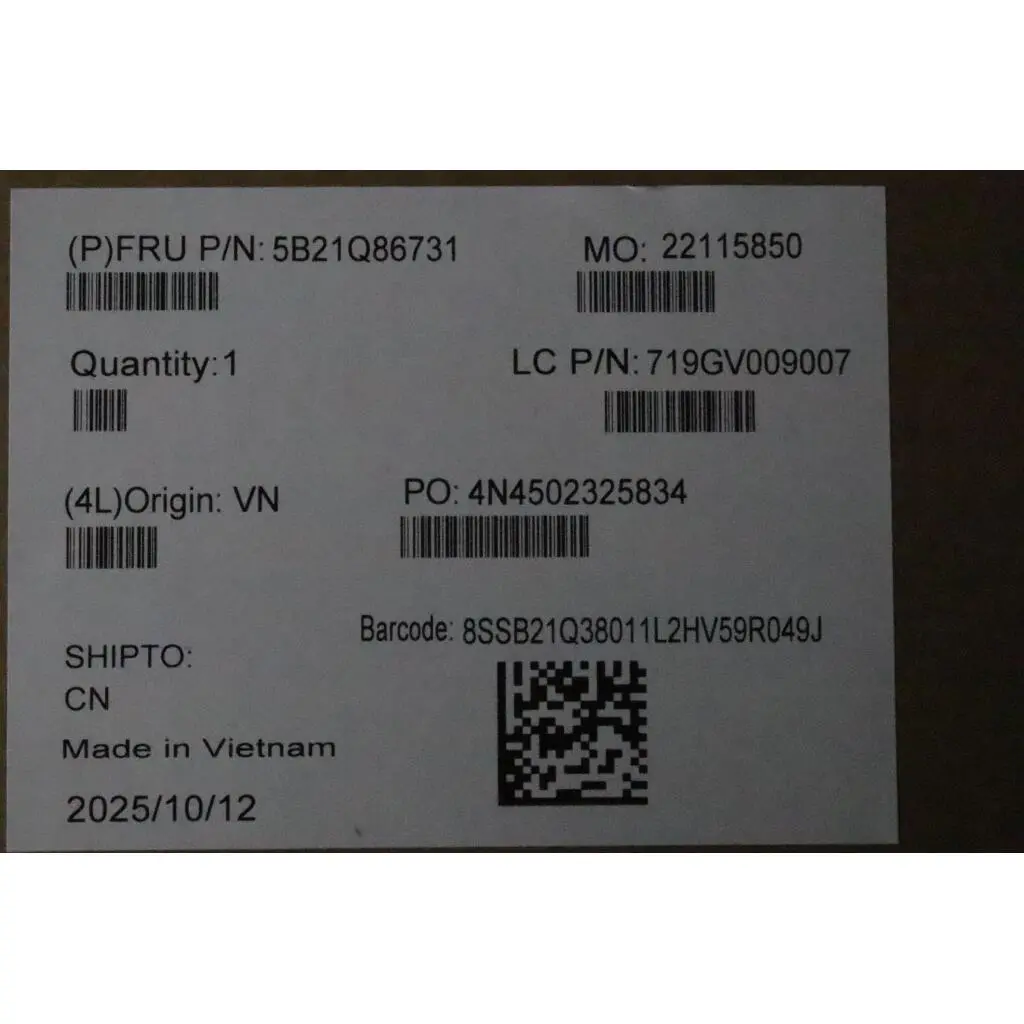 (P)FRU P/N: 5B21Q86731
MO: 22115850
Quantity:1
LC P/N: 719GV009007
(4L)Origin: VN
PO: 4N4502325834
Barcode: 8SSB21Q38011L2HV59R049J
SHIPTO:
CN
Made in Vietnam
2025/10/12